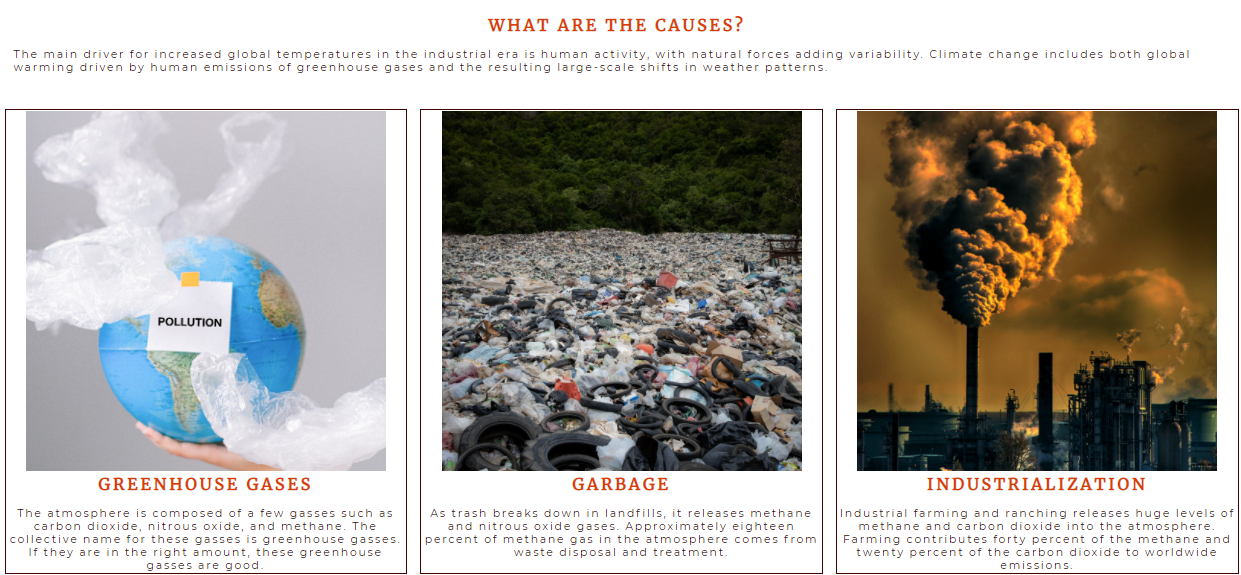 WHAT ARE THE CAUSES?
The main driver for increased global temperatures in the industrial era is human activity, with natural forces adding variability. Climate change includes both global
warming driven by human emissions of greenhouse gases and the resulting large-scale shifts in weather patterns.
POLLUTION
GREENHOUSE GASES
The atmosphere is composed of a few gasses such as
carbon dioxide, nitrous oxide, and methane. The
collective name for these gasses is greenhouse gasses.
If they are in the right amount, these greenhouse
gasses are good.
GARBAGE
As trash breaks down in landfills, it releases methane
and nitrous oxide gases. Approximately eighteen
percent of methane gas in the atmosphere comes from
waste disposal and treatment.
INDUSTRIALIZATION
Industrial farming and ranching releases huge levels of
methane and carbon dioxide into the atmosphere.
Farming contributes forty percent of the methane and
twenty percent of the carbon dioxide to worldwide
emissions.